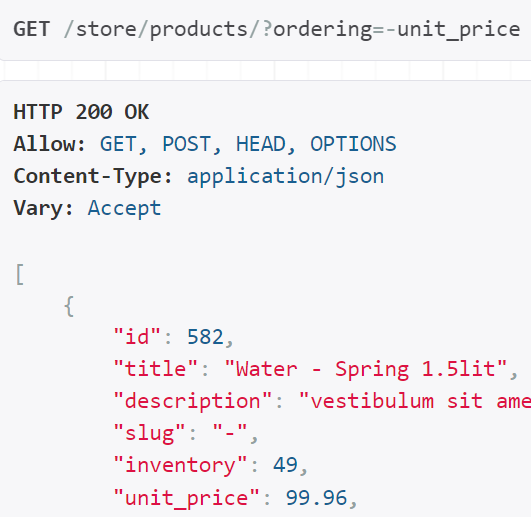 GET /store/products/?ordering=-unit_price
HTTP 200 OK
Allow: GET, POST, HEAD, OPTIONS
Content-Type: application/json
Vary: Accept
[
{
"id": 582,
"title": "Water - Spring 1.5lit",
"description": "vestibulum sit ame
"slug": "-",
"inventory": 49,
"unit_price": 99.96,